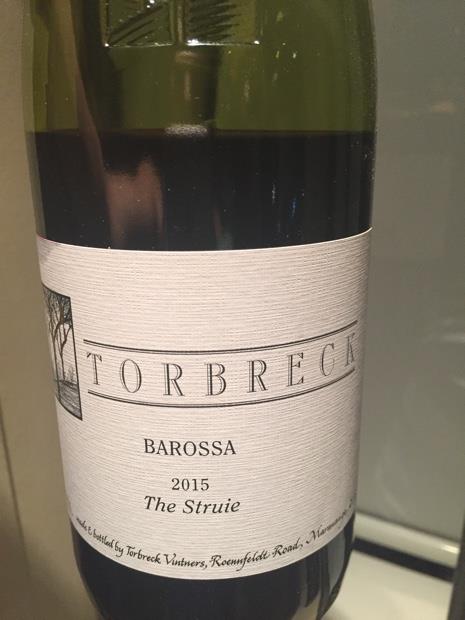 TORBRECK
BAROSSA
2015
The Struie
made & bottled by Torbreck Vintners, Roennfeldt Road,